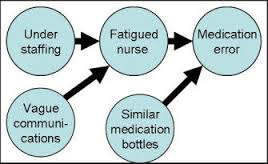 Under
staffing
Fatigued
nurse
Medication
error
Vague
communi-
cations
Similar
medication
bottles